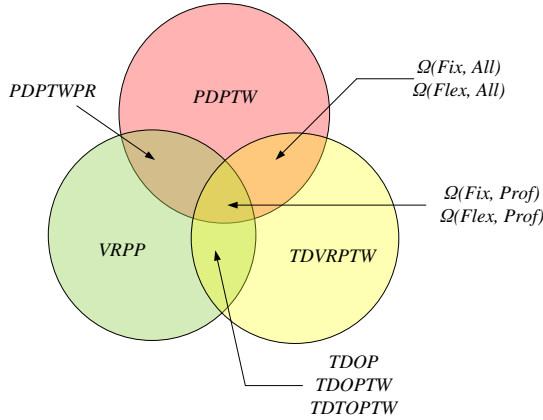 Ω(Fix, All)
Ω(Flex, All)
PDPTWPR
PDPTW
Ω(Fix, Prof)
Ω(Flex, Prof)
VRPP
TDVRPTW
TDOP
TDOPTW
TDTOPTW